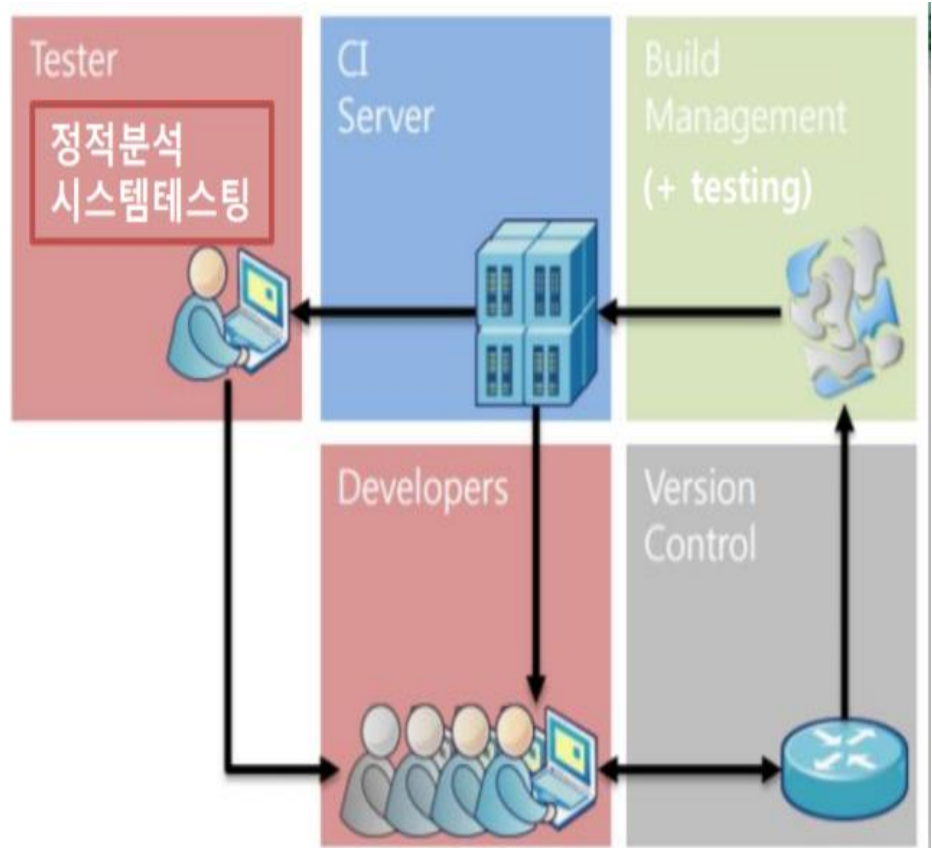 Tester
정적분석
시스템테스팅
CI
Server
Build
Management
(+ testing)
Developers
Version
Control